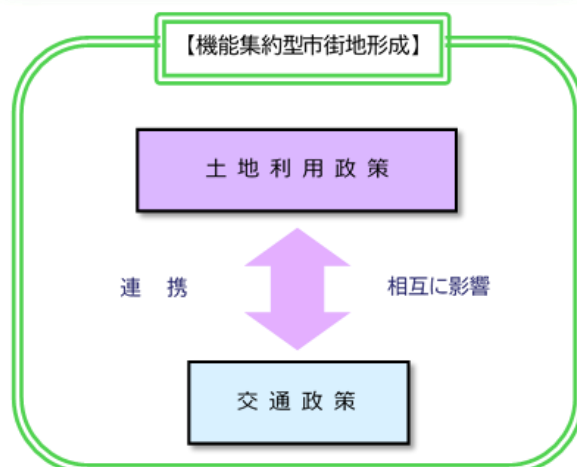 【機能集約型市街地形成】
土地利用政策
連 携
相互に影響
交通政策